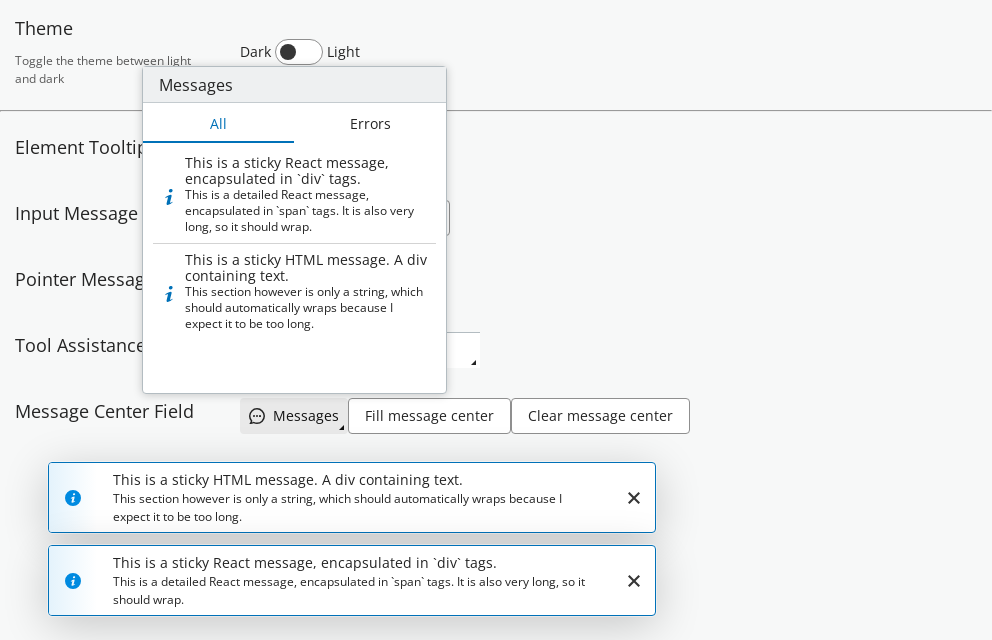 Theme
Toggle the theme between light
and dark
Dark
Light
Messages
All
Errors
This is a sticky React message,
encapsulated in `div` tags.
This is a detailed React message,
encapsulated in `span` tags. It is also very
long, so it should wrap.
This is a sticky HTML message. A div
containing text.
This section however is only a string, which
should automatically wraps because I
expect it to be too long.
Element Tooltip
Input Message
Pointer Messag
Tool Assistance
Message Center Field
Messages
Fill message center
Clear message center
This is a sticky HTML message. A div containing text.
This section however is only a string, which should automatically wraps because I
expect it to be too long.
This is a sticky React message, encapsulated in `div` tags.
This is a detailed React message, encapsulated in `span` tags. It is also very long, so it
should wrap.